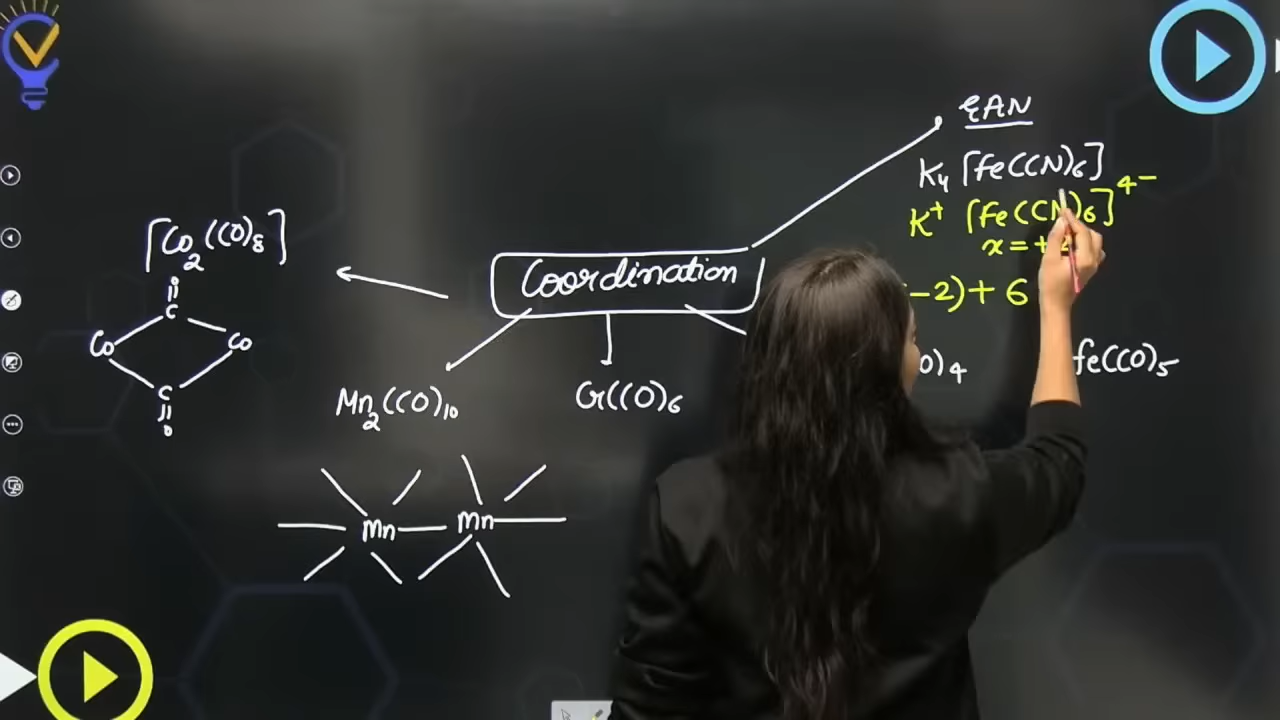 EAN
K₄ [Fe(CN)₆]
K⁺ [Fe(CN)₆]⁴⁻
x = +2
-2) + 6
[Co₂(CO)₈]
Coordination
O
C
Co
Co
C
O
Mn₂(CO)₁₀
Cr(CO)₆
O)₄
Fe(CO)₅
Mn
Mn